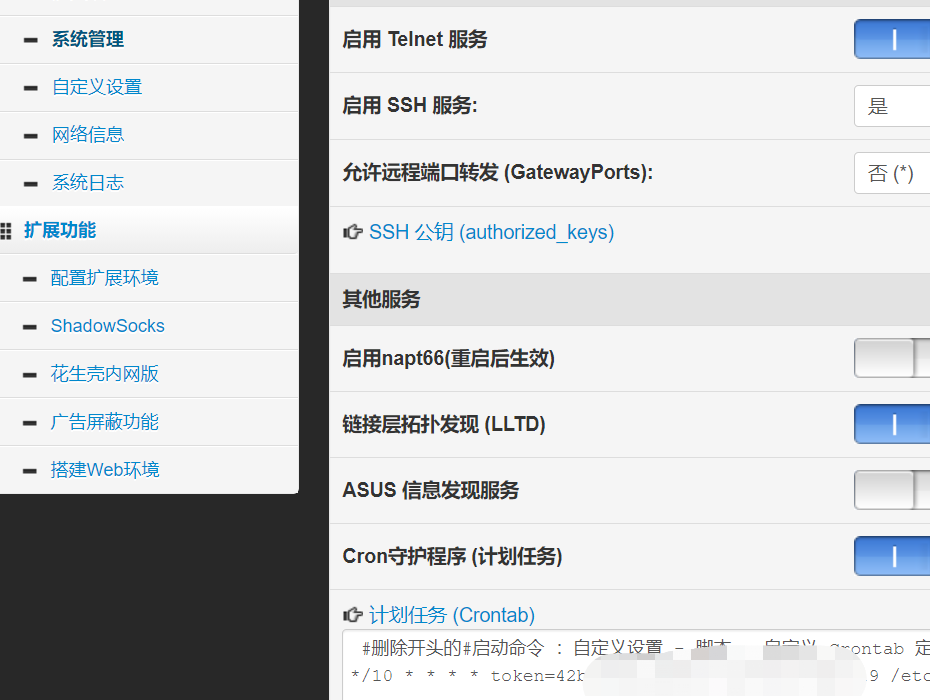 系统管理
自定义设置
网络信息
系统日志
扩展功能
配置扩展环境
ShadowSocks
花生壳内网版
广告屏蔽功能
搭建Web环境
启用 Telnet 服务
启用 SSH 服务:
是
允许远程端口转发 (GatewayPorts):
否 (*)
SSH 公钥 (authorized_keys)
其他服务
启用napt66(重启后生效)
链接层拓扑发现 (LLTD)
ASUS 信息发现服务
Cron守护程序 (计划任务)
计划任务 (Crontab)
#删除开头的#启动命令 : 自定义设置 - 脚本 自定义 Crontab 定
*/10 * * * * token=42b 9 /etc